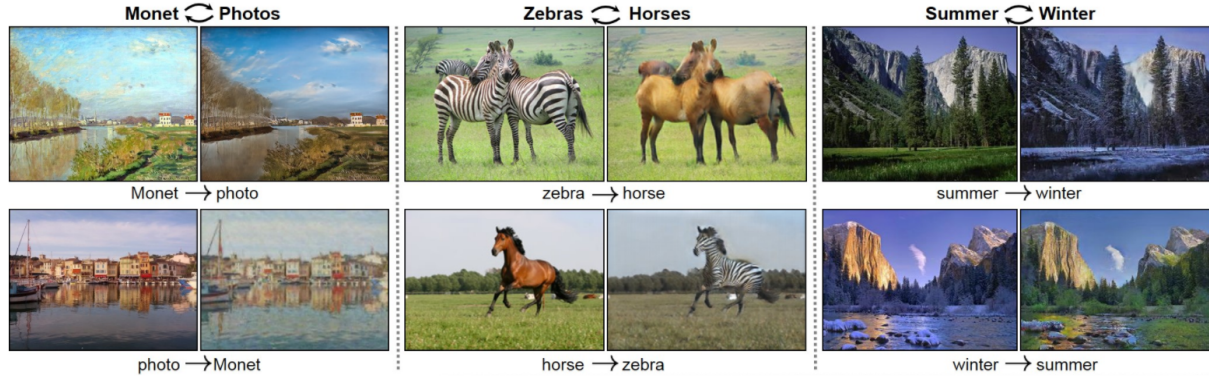 Monet ⇄ Photos
Monet → photo
photo → Monet
Zebras ⇄ Horses
zebra → horse
horse → zebra
Summer ⇄ Winter
summer → winter
winter → summer